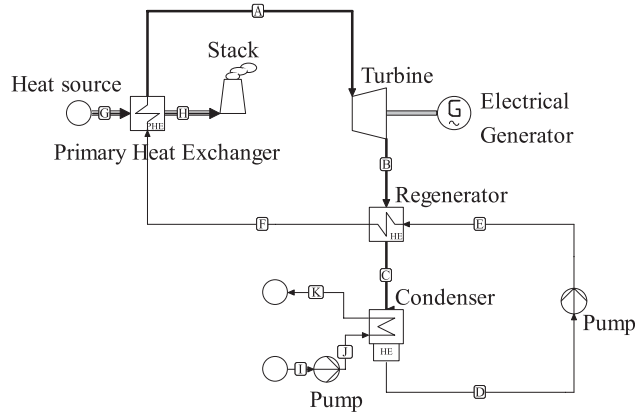 A
Stack
Heat source
Turbine
G
H
PHE
G
~
Electrical
Generator
Primary Heat Exchanger
B
Regenerator
F
E
HE
C
K
Condenser
Pump
J
HE
I
D
Pump